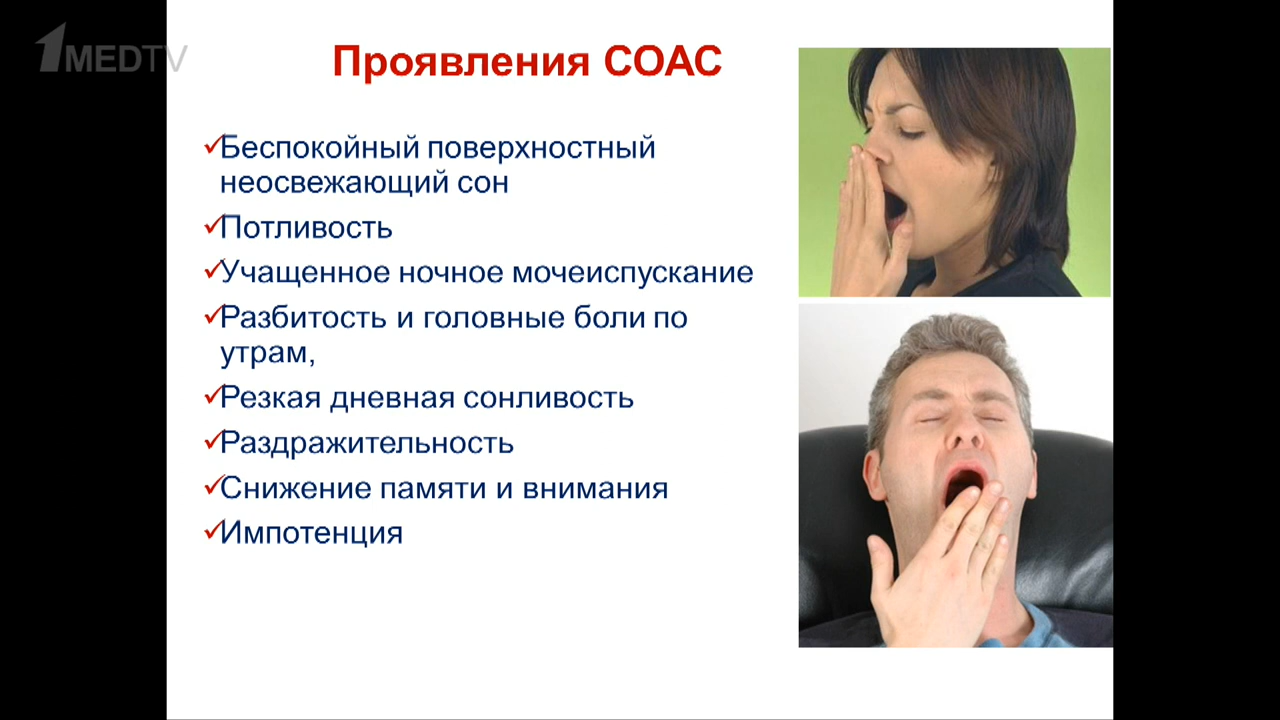 1MEDTV
Проявления СОАС
Беспокойный поверхностный
неосвежающий сон
Потливость
Учащенное ночное мочеиспускание
Разбитость и головные боли по
утрам,
Резкая дневная сонливость
Раздражительность
Снижение памяти и внимания
Импотенция